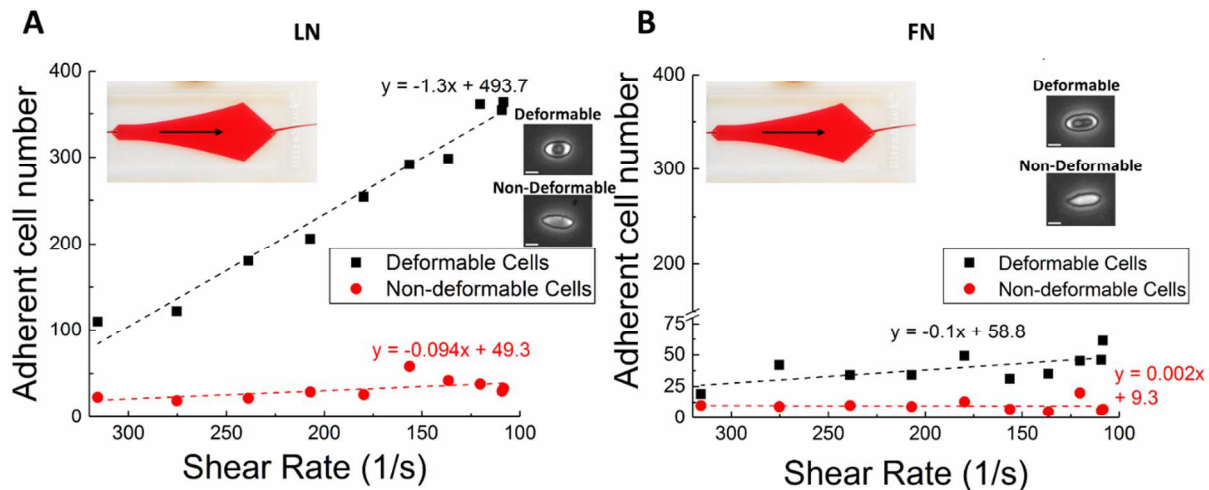 A
LN
400
300
200
100
0
Adherent cell number
y = -1.3x + 493.7
Deformable
Non-Deformable
Deformable Cells
Non-deformable Cells
y = -0.094x + 49.3
300
250
200
150
100
Shear Rate (1/s)
B
FN
400
300
200
75
50
25
0
Adherent cell number
Deformable
Non-Deformable
Deformable Cells
Non-deformable Cells
y = -0.1x + 58.8
y = 0.002x
+ 9.3
300
250
200
150
100
Shear Rate (1/s)